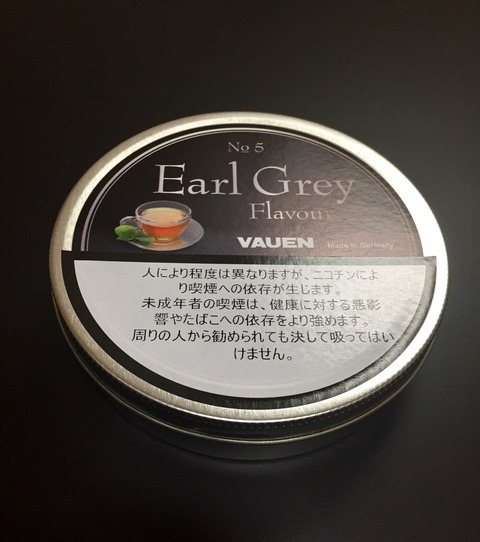 No 5
Earl Grey
Flavour
VAUEN Made in Germany
人により程度は異なりますが、ニコチンによ
り喫煙への依存が生じます。
未成年者の喫煙は、健康に対する悪影
響やたばこへの依存をより強めます。
周りの人から勧められても決して吸ってはい
けません。